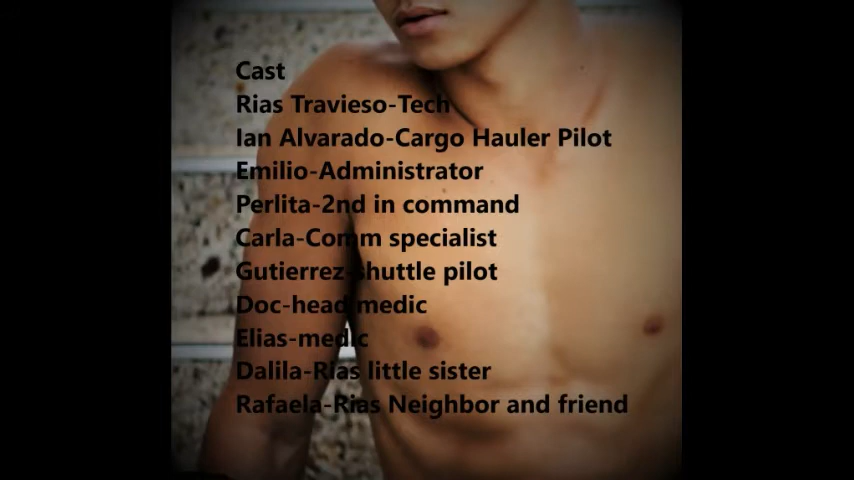 Cast
Rias Travieso-Tech
Ian Alvarado-Cargo Hauler Pilot
Emilio-Administrator
Perlita-2nd in command
Carla-Comm specialist
Gutierrez-shuttle pilot
Doc-head medic
Elias-medic
Dalila-Rias little sister
Rafaela-Rias Neighbor and friend